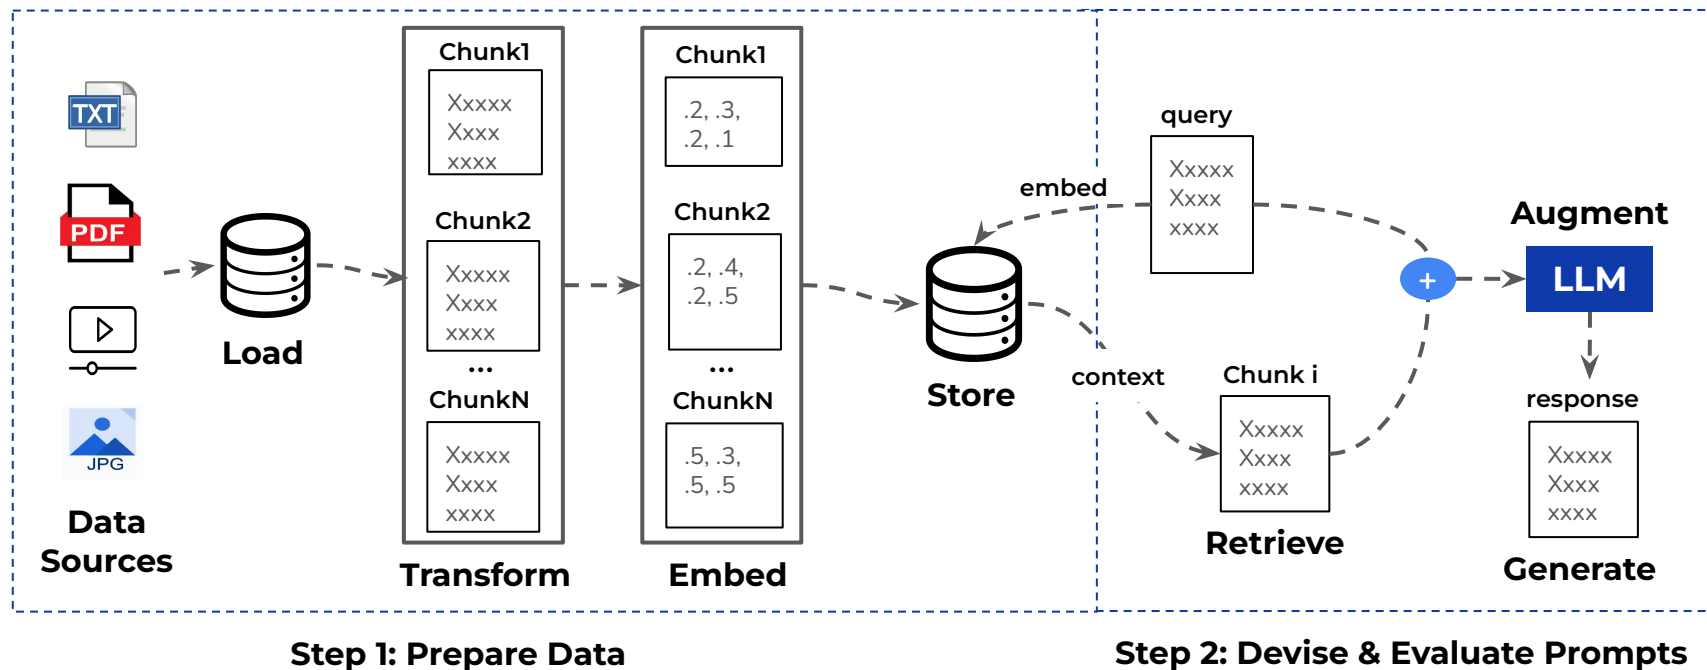 TXT
PDF
JPG
Data
Sources
Load
Chunk1
Xxxxx
Xxxx
xxxx
Chunk2
Xxxxx
Xxxx
xxxx
...
ChunkN
Xxxxx
Xxxx
xxxx
Transform
Chunk1
.2, .3,
.2, .1
Chunk2
.2, .4,
.2, .5
...
ChunkN
.5, .3,
.5, .5
Embed
Store
embed
context
query
Xxxxx
Xxxx
xxxx
Chunk i
Xxxxx
Xxxx
xxxx
Retrieve
+
Augment
LLM
response
Xxxxx
Xxxx
xxxx
Generate
Step 1: Prepare Data
Step 2: Devise & Evaluate Prompts